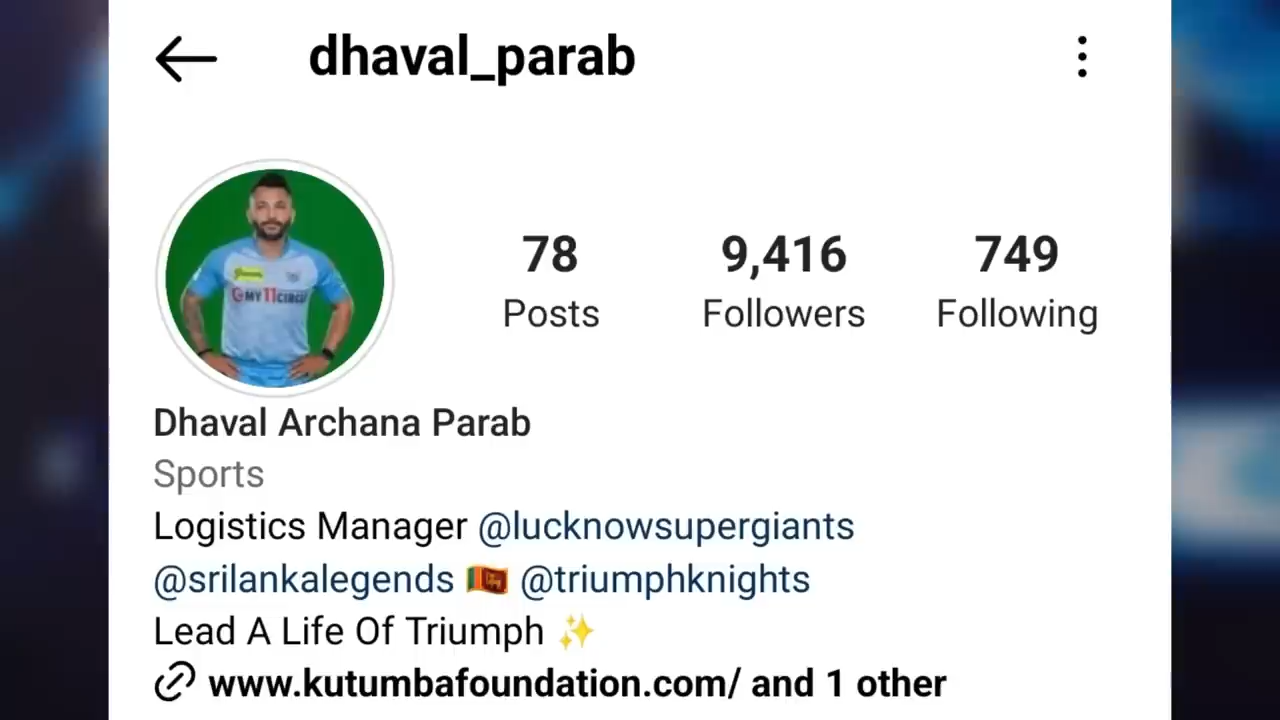 dhaval_parab
78
9,416
749
Posts
Followers
Following
MY11CIRCLE
Dhaval Archana Parab
Sports
Logistics Manager @lucknowsupergiants
@srilankalegends 🇱🇰 @triumphknights
Lead A Life Of Triumph ✨
www.kutumbafoundation.com/ and 1 other